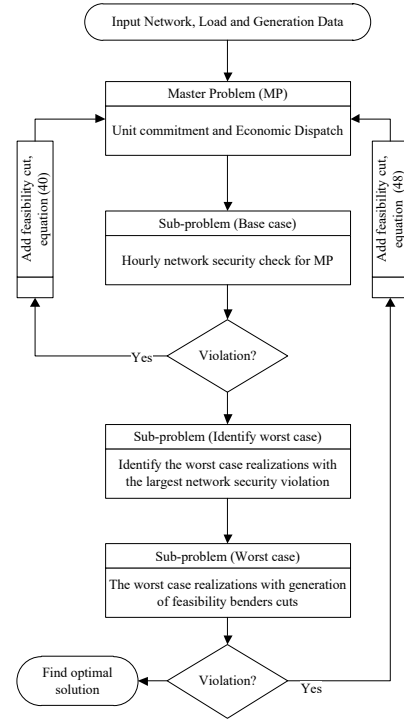 Input Network, Load and Generation Data
Master Problem (MP)
Unit commitment and Economic Dispatch
Add feasibility cut,
equation (40)
Add feasibility cut,
equation (48)
Sub-problem (Base case)
Hourly network security check for MP
Yes
Violation?
Sub-problem (Identify worst case)
Identify the worst case realizations with
the largest network security violation
Sub-problem (Worst case)
The worst case realizations with generation
of feasibility benders cuts
Find optimal
solution
Violation?
Yes